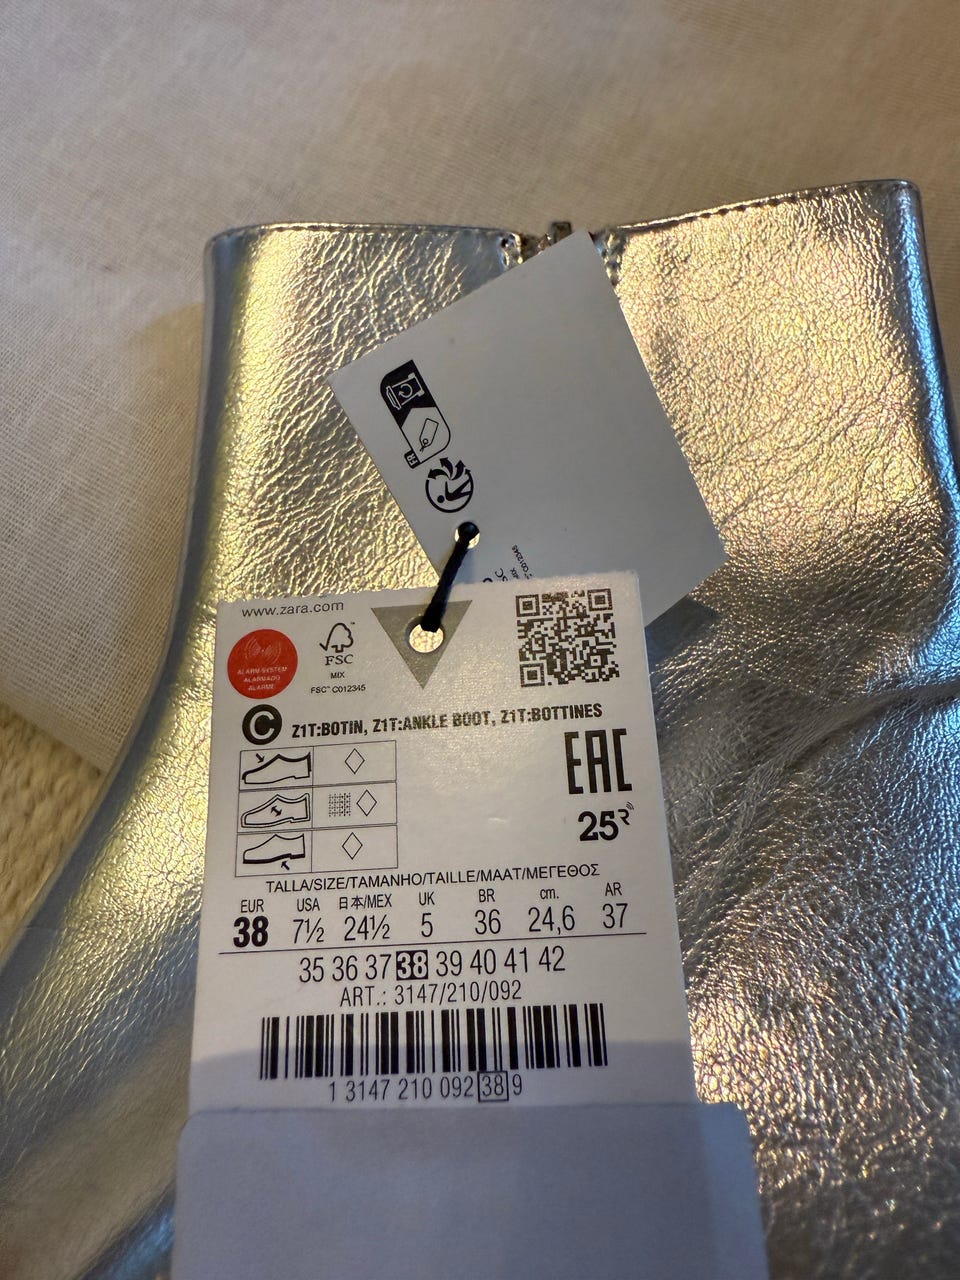 FR
www.zara.com
ALARM SYSTEM
ALARMADO
ALARME
FSC
MIX
FSC™ C012345
C Z1T:BOTIN, Z1T:ANKLE BOOT, Z1T:BOTTINES
EAC
25R
TALLA/SIZE/TAMANHO/TAILLE/MAAT/ΜΕΓΕΘΟΣ
EUR USA 日本/MEX UK BR cm. AR
38 7½ 24½ 5 36 24,6 37
35 36 37 38 39 40 41 42
ART.: 3147/210/092
1 3147 210 092 38 9